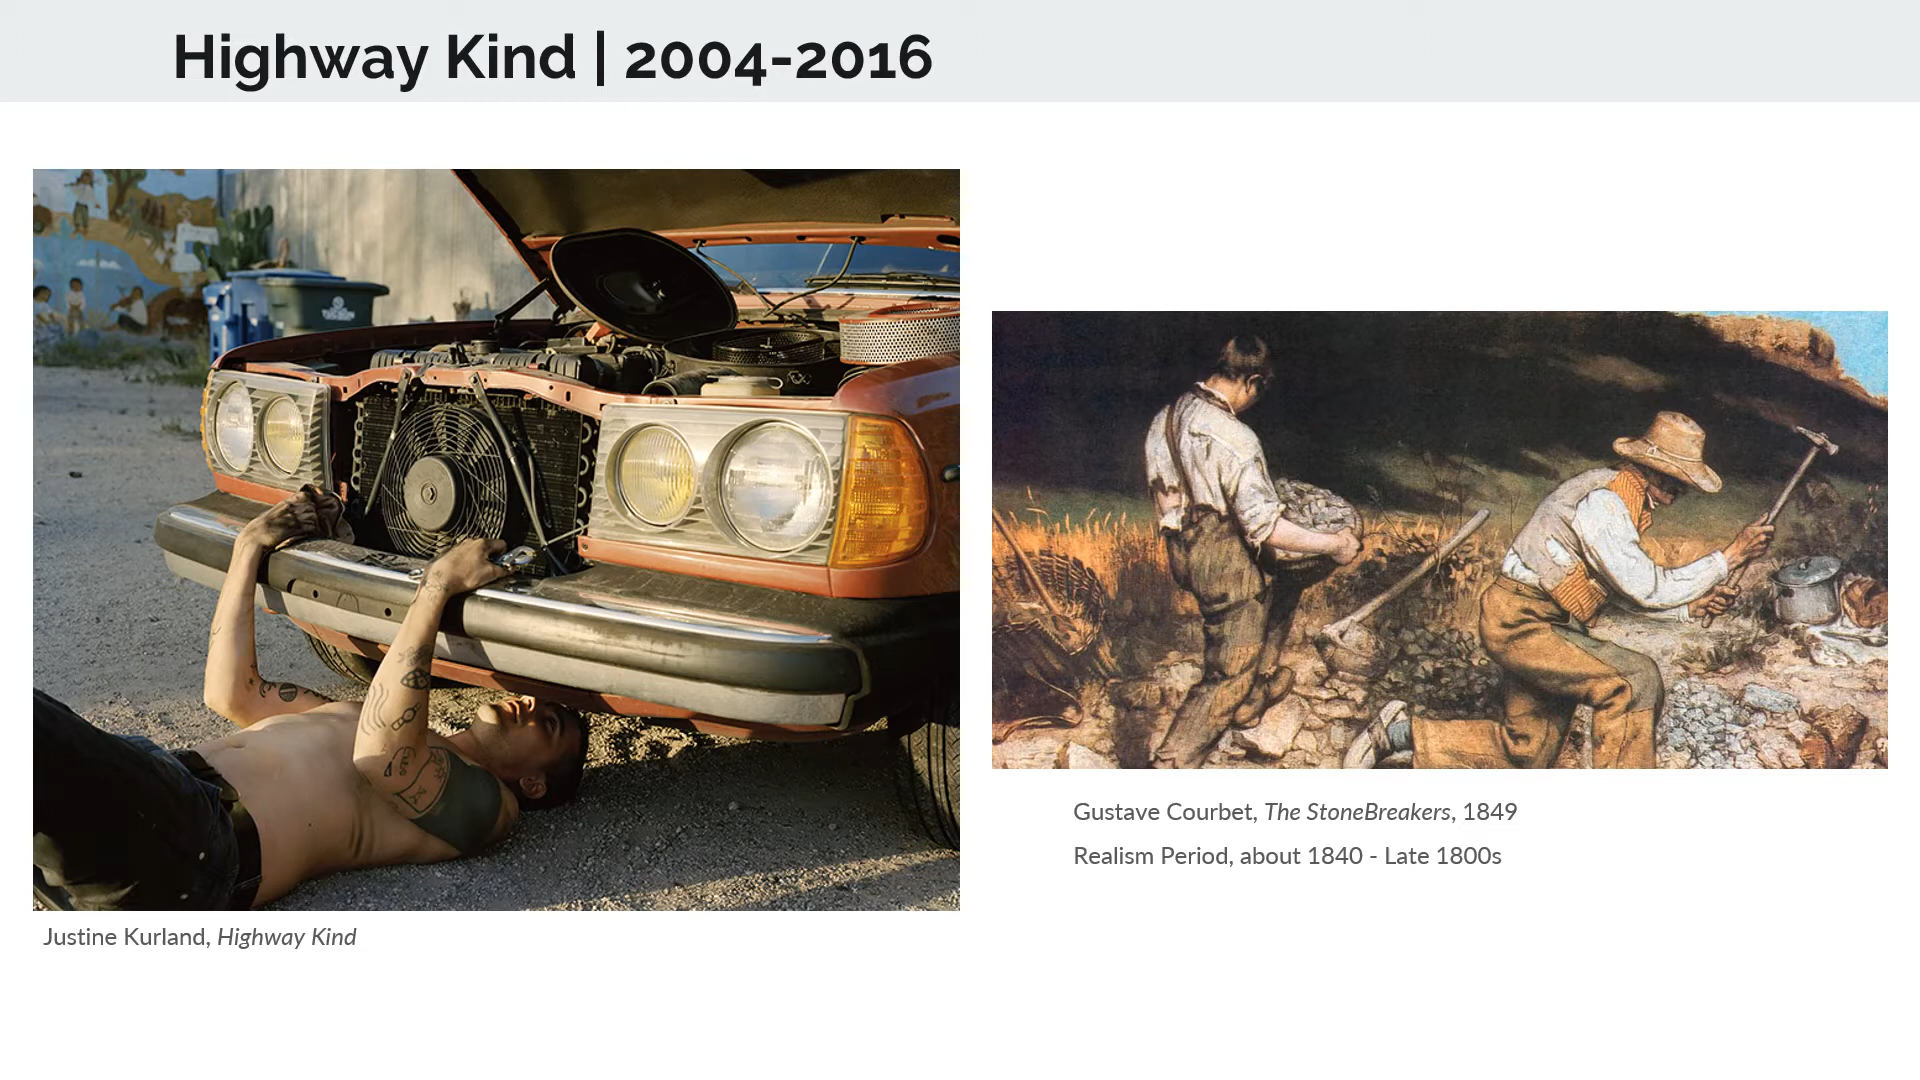 Highway Kind | 2004-2016
Gustave Courbet, The StoneBreakers, 1849
Realism Period, about 1840 - Late 1800s
Justine Kurland, Highway Kind